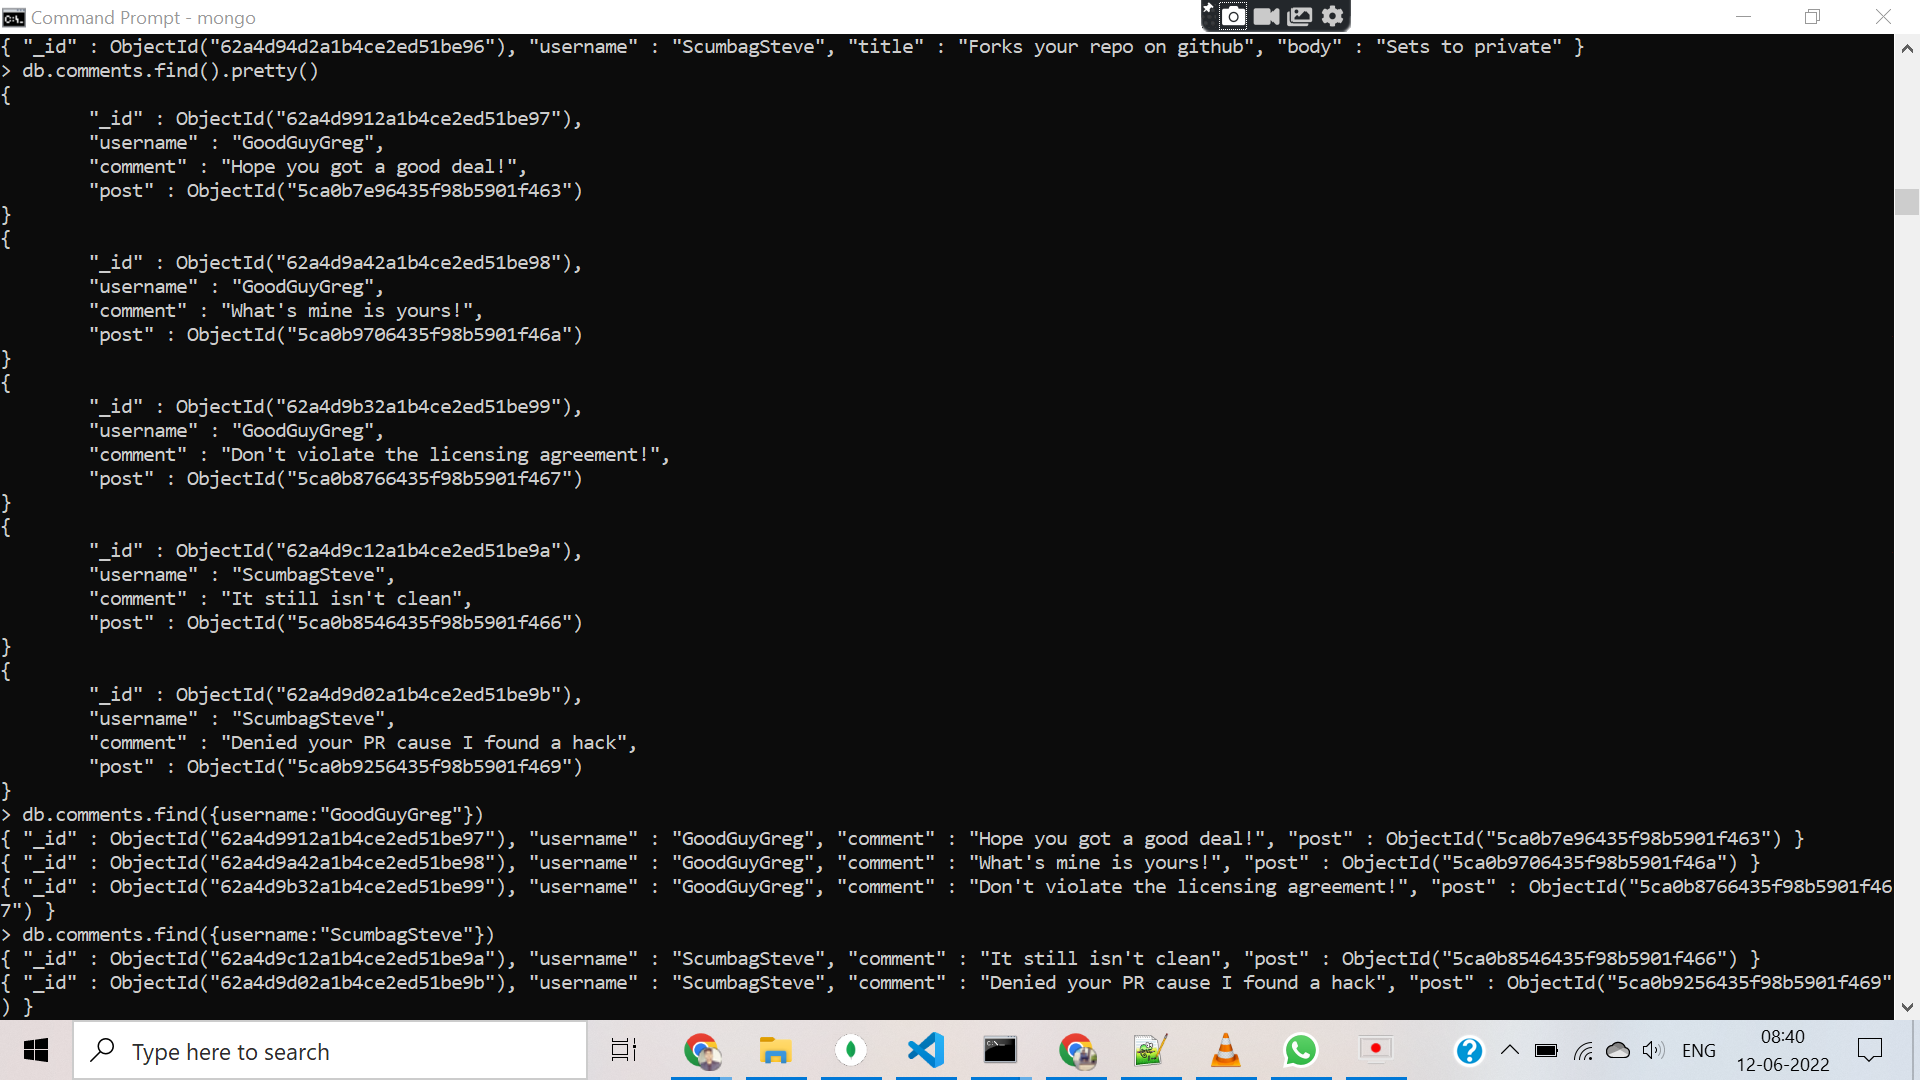 Command Prompt - mongo
{ "_id" : ObjectId("62a4d94d2a1b4ce2ed51be96"), "username" : "ScumbagSteve", "title" : "Forks your repo on github", "body" : "Sets to private" }
> db.comments.find().pretty()
{
        "_id" : ObjectId("62a4d9912a1b4ce2ed51be97"),
        "username" : "GoodGuyGreg",
        "comment" : "Hope you got a good deal!",
        "post" : ObjectId("5ca0b7e96435f98b5901f463")
}
{
        "_id" : ObjectId("62a4d9a42a1b4ce2ed51be98"),
        "username" : "GoodGuyGreg",
        "comment" : "What's mine is yours!",
        "post" : ObjectId("5ca0b9706435f98b5901f46a")
}
{
        "_id" : ObjectId("62a4d9b32a1b4ce2ed51be99"),
        "username" : "GoodGuyGreg",
        "comment" : "Don't violate the licensing agreement!",
        "post" : ObjectId("5ca0b8766435f98b5901f467")
}
{
        "_id" : ObjectId("62a4d9c12a1b4ce2ed51be9a"),
        "username" : "ScumbagSteve",
        "comment" : "It still isn't clean",
        "post" : ObjectId("5ca0b8546435f98b5901f466")
}
{
        "_id" : ObjectId("62a4d9d02a1b4ce2ed51be9b"),
        "username" : "ScumbagSteve",
        "comment" : "Denied your PR cause I found a hack",
        "post" : ObjectId("5ca0b9256435f98b5901f469")
}
> db.comments.find({username:"GoodGuyGreg"})
{ "_id" : ObjectId("62a4d9912a1b4ce2ed51be97"), "username" : "GoodGuyGreg", "comment" : "Hope you got a good deal!", "post" : ObjectId("5ca0b7e96435f98b5901f463") }
{ "_id" : ObjectId("62a4d9a42a1b4ce2ed51be98"), "username" : "GoodGuyGreg", "comment" : "What's mine is yours!", "post" : ObjectId("5ca0b9706435f98b5901f46a") }
{ "_id" : ObjectId("62a4d9b32a1b4ce2ed51be99"), "username" : "GoodGuyGreg", "comment" : "Don't violate the licensing agreement!", "post" : ObjectId("5ca0b8766435f98b5901f46
7") }
> db.comments.find({username:"ScumbagSteve"})
{ "_id" : ObjectId("62a4d9c12a1b4ce2ed51be9a"), "username" : "ScumbagSteve", "comment" : "It still isn't clean", "post" : ObjectId("5ca0b8546435f98b5901f466") }
{ "_id" : ObjectId("62a4d9d02a1b4ce2ed51be9b"), "username" : "ScumbagSteve", "comment" : "Denied your PR cause I found a hack", "post" : ObjectId("5ca0b9256435f98b5901f469"
) }
Type here to search
ENG
08:40
12-06-2022